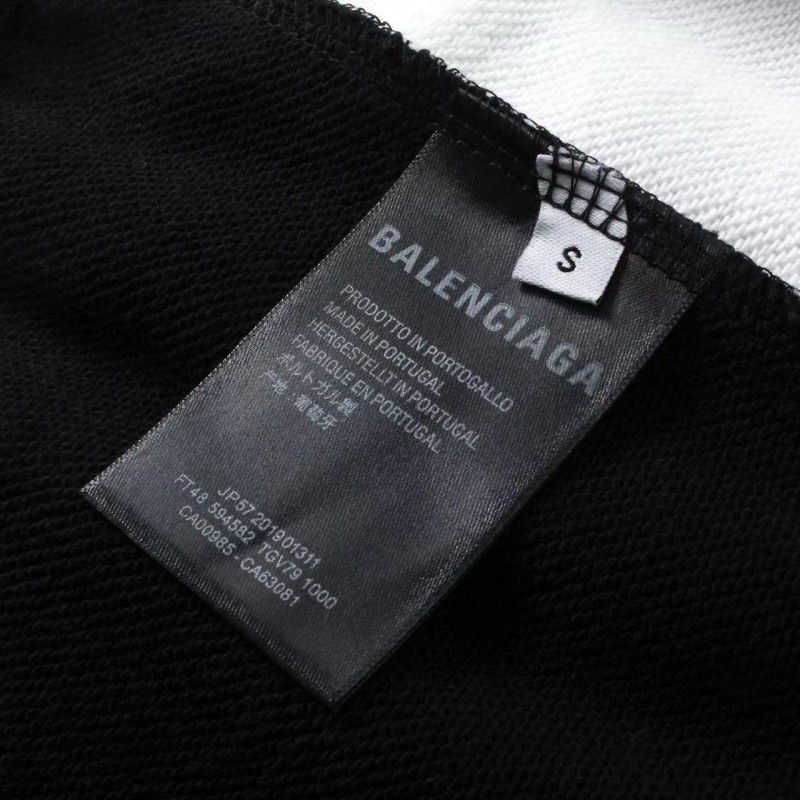 S
BALENCIAGA
PRODOTTO IN PORTOGALLO
MADE IN PORTUGAL
HERGESTELLT IN PORTUGAL
FABRIQUE EN PORTUGAL
ポルトガル製
产地:葡萄牙
JP57201901311
FT48 594582 TGV79 1000
CA00985 - CA63081